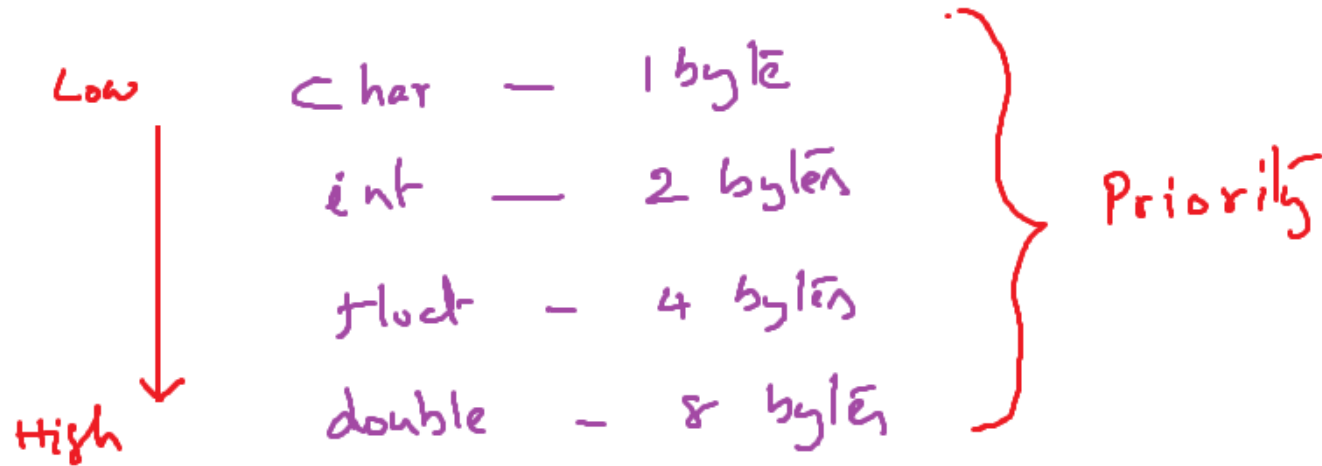 Low
Char — 1 byte
int — 2 bytes
float - 4 bytes
double - 8 bytes
High
Priority